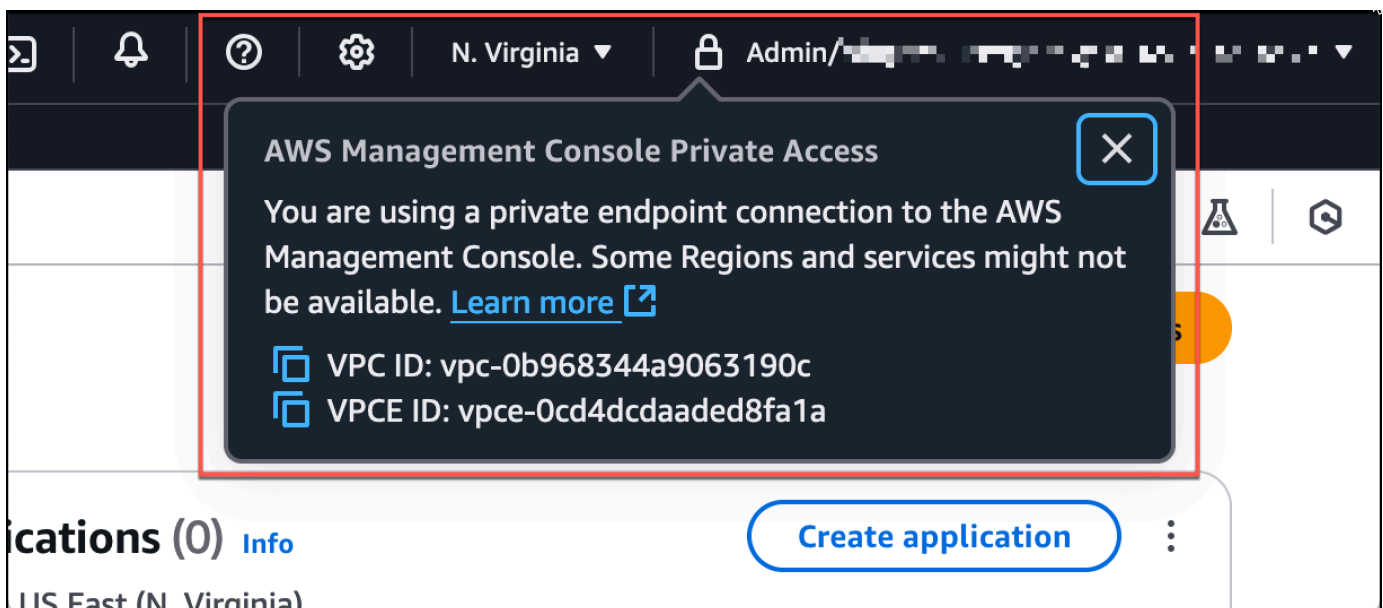 N. Virginia ▼
Admin/
AWS Management Console Private Access
You are using a private endpoint connection to the AWS
Management Console. Some Regions and services might not
be available. Learn more
VPC ID: vpc-0b968344a9063190c
VPCE ID: vpce-0cd4dcdaaded8fa1a
s
ications (0) Info
Create application
US East (N. Virginia)